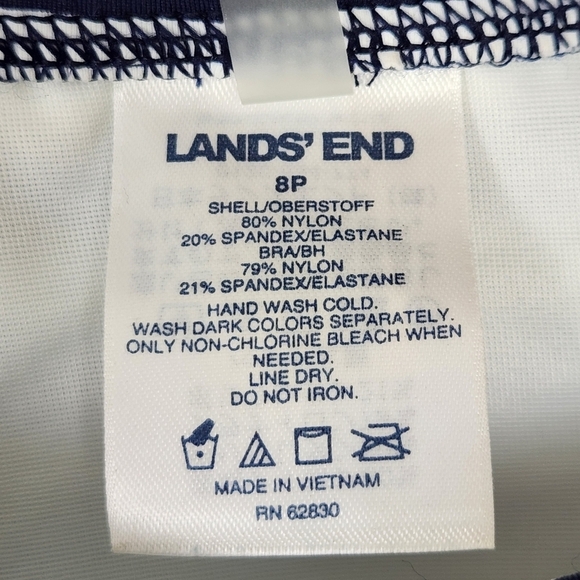 LANDS' END
8P
SHELL/OBERSTOFF
80% NYLON
20% SPANDEX/ELASTANE
BRA/BH
79% NYLON
21% SPANDEX/ELASTANE
HAND WASH COLD.
WASH DARK COLORS SEPARATELY.
ONLY NON-CHLORINE BLEACH WHEN
NEEDED.
LINE DRY.
DO NOT IRON.
MADE IN VIETNAM
RN 62830